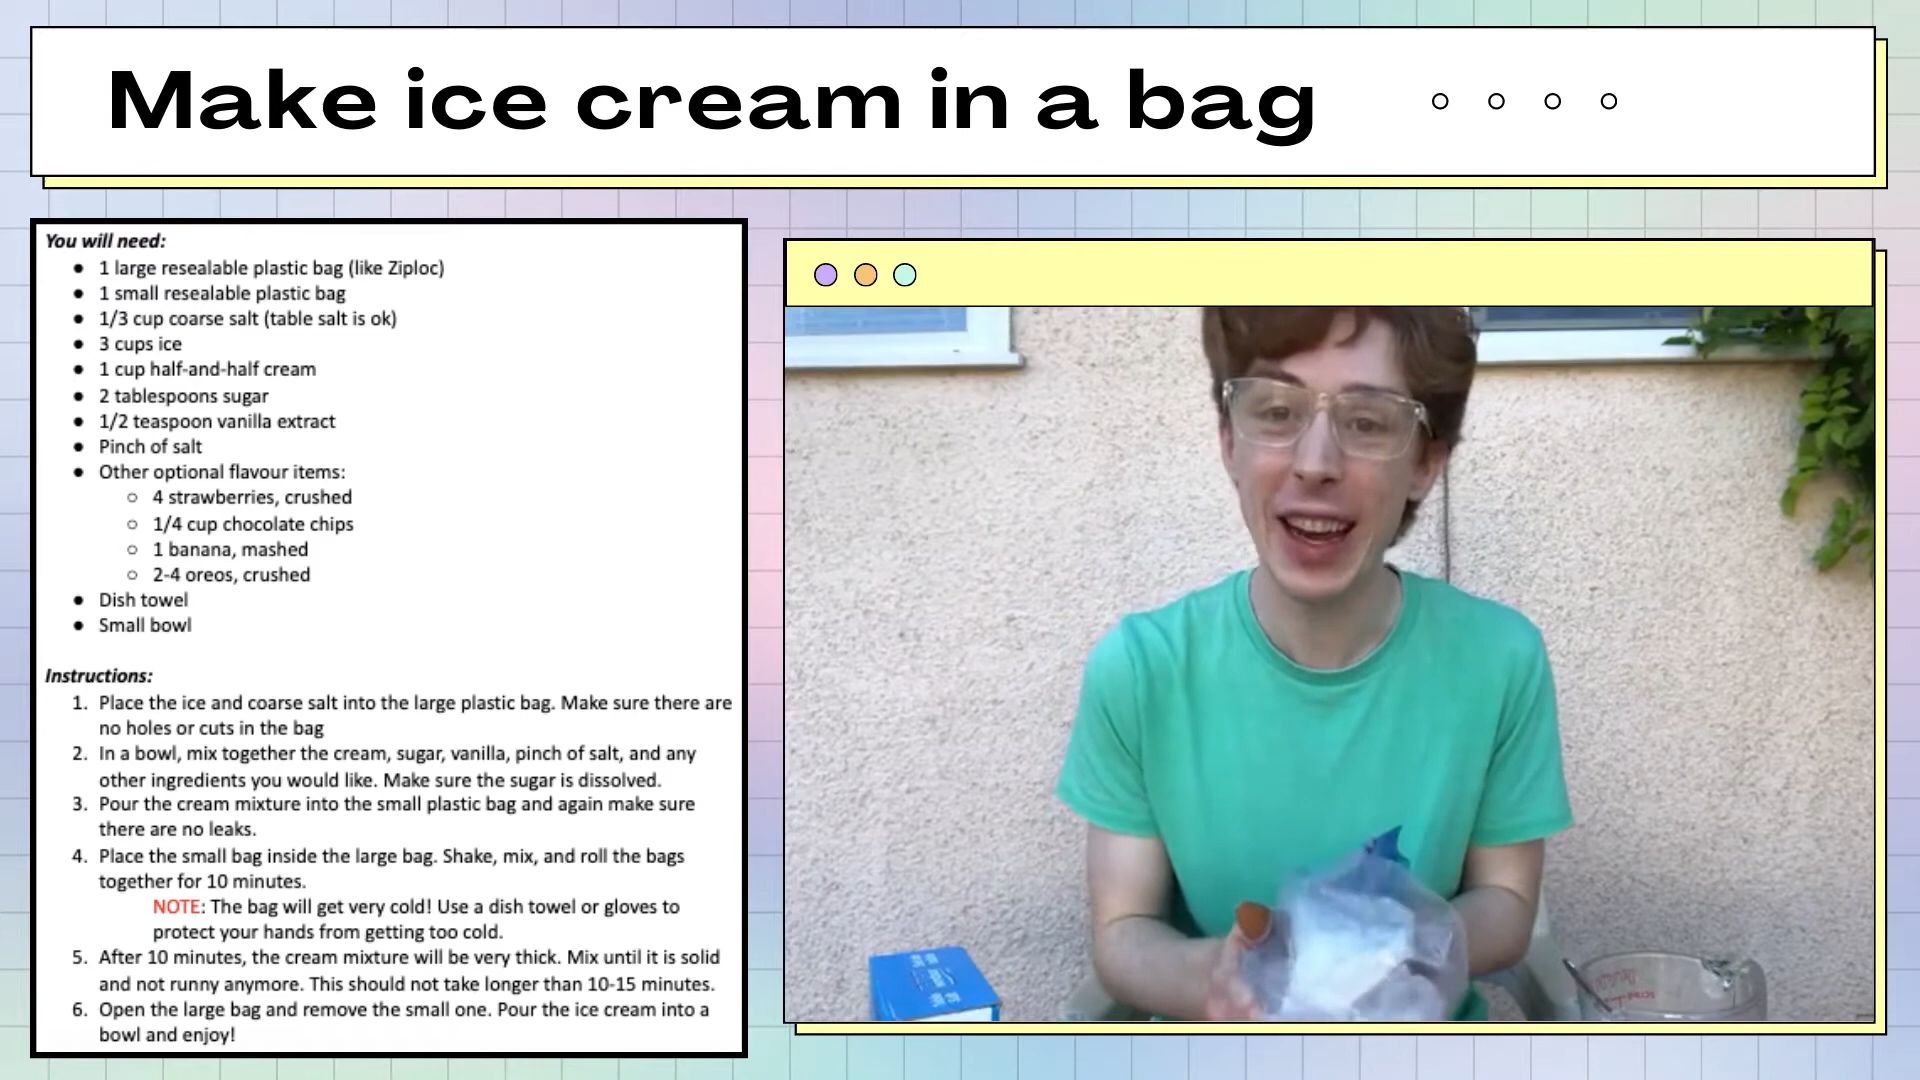 Make ice cream in a bag
You will need:
● 1 large resealable plastic bag (like Ziploc)
● 1 small resealable plastic bag
● 1/3 cup coarse salt (table salt is ok)
● 3 cups ice
● 1 cup half-and-half cream
● 2 tablespoons sugar
● 1/2 teaspoon vanilla extract
● Pinch of salt
● Other optional flavour items:
○ 4 strawberries, crushed
○ 1/4 cup chocolate chips
○ 1 banana, mashed
○ 2-4 oreos, crushed
● Dish towel
● Small bowl
Instructions:
1. Place the ice and coarse salt into the large plastic bag. Make sure there are
no holes or cuts in the bag
2. In a bowl, mix together the cream, sugar, vanilla, pinch of salt, and any
other ingredients you would like. Make sure the sugar is dissolved.
3. Pour the cream mixture into the small plastic bag and again make sure
there are no leaks.
4. Place the small bag inside the large bag. Shake, mix, and roll the bags
together for 10 minutes.
NOTE: The bag will get very cold! Use a dish towel or gloves to
protect your hands from getting too cold.
5. After 10 minutes, the cream mixture will be very thick. Mix until it is solid
and not runny anymore. This should not take longer than 10-15 minutes.
6. Open the large bag and remove the small one. Pour the ice cream into a
bowl and enjoy!